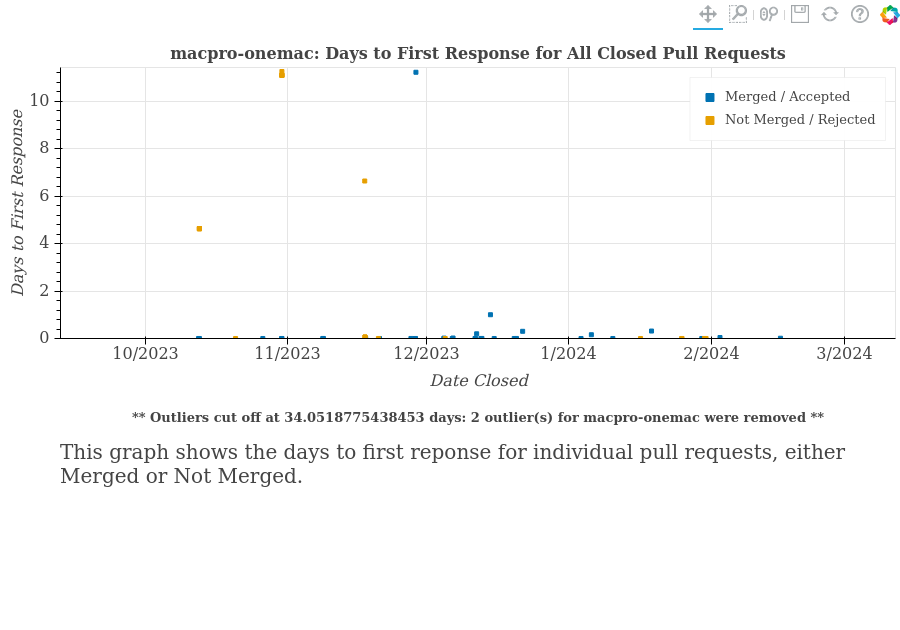 macpro-onemac: Days to First Response for All Closed Pull Requests
Merged / Accepted
Not Merged / Rejected
Days to First Response
10
8
6
4
2
0
10/2023
11/2023
12/2023
1/2024
2/2024
3/2024
Date Closed
** Outliers cut off at 34.0518775438453 days: 2 outlier(s) for macpro-onemac were removed **
This graph shows the days to first reponse for individual pull requests, either
Merged or Not Merged.